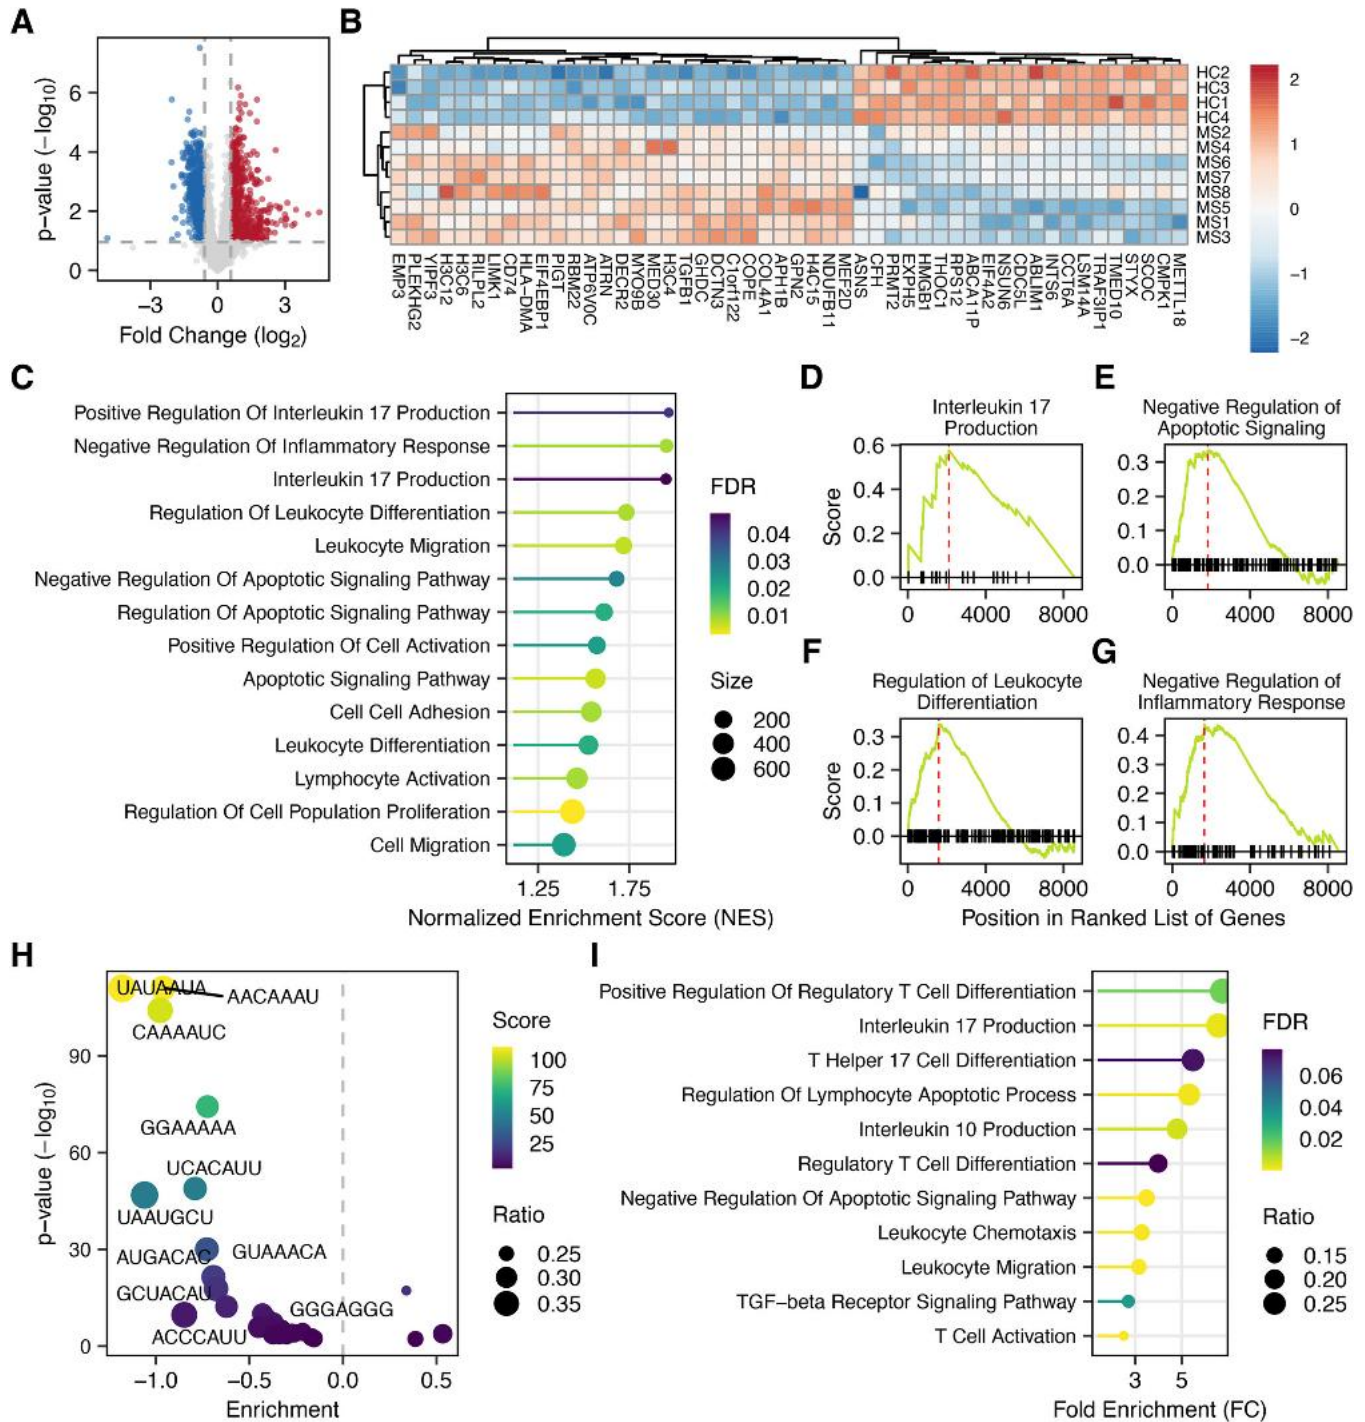 A
p-value (−log10)
6
4
2
0
−3
0
3
Fold Change (log2)
B
HC2
HC3
HC1
HC4
MS2
MS4
MS6
MS7
MS8
MS5
MS1
MS3
EMP3
PLEKHG2
YIPF3
H3C12
H3C6
RILPL2
LIMK1
CD74
HLA-DMA
EIF4EBP1
PIGT
RBM22
ATP6V0C
ATRN
DECR2
MYO9B
MED30
H3C4
TGFB1
GHDC
DCTN3
C1orf122
COPE
COL4A1
APH1B
GPN2
H4C15
NDUFB11
MEF2D
ASNS
CFH
PRMT2
EXPH5
HMGB1
THOC1
RPS12
ABCA11P
EIF4A2
NSUN6
CDC5L
ABLIM1
INTS6
CCT6A
LSM14A
TRAF3IP1
TMED10
STYX
SCOC
CMPK1
METTL18
2
1
0
−1
−2
C
Positive Regulation Of Interleukin 17 Production
Negative Regulation Of Inflammatory Response
Interleukin 17 Production
Regulation Of Leukocyte Differentiation
Leukocyte Migration
Negative Regulation Of Apoptotic Signaling Pathway
Regulation Of Apoptotic Signaling Pathway
Positive Regulation Of Cell Activation
Apoptotic Signaling Pathway
Cell Cell Adhesion
Leukocyte Differentiation
Lymphocyte Activation
Regulation Of Cell Population Proliferation
Cell Migration
1.25 1.75
Normalized Enrichment Score (NES)
FDR
0.04
0.03
0.02
0.01
Size
200
400
600
D
Interleukin 17
Production
Score
0.6
0.4
0.2
0.0
0 4000 8000
E
Negative Regulation of
Apoptotic Signaling
0.3
0.2
0.1
0.0
0 4000 8000
F
Regulation of Leukocyte
Differentiation
Score
0.3
0.2
0.1
0.0
0 4000 8000
G
Negative Regulation of
Inflammatory Response
0.4
0.3
0.2
0.1
0.0
0 4000 8000
Position in Ranked List of Genes
H
p-value (−log10)
90
60
30
0
UAUAAUA
AACAAAU
CAAAAUC
GGAAAAA
UCACAUU
UAAUGCU
AUGACAC
GUAAACA
GCUACAU
GGGAGGG
ACCCAUU
−1.0 −0.5 0.0 0.5
Enrichment
Score
100
75
50
25
Ratio
0.25
0.30
0.35
I
Positive Regulation Of Regulatory T Cell Differentiation
Interleukin 17 Production
T Helper 17 Cell Differentiation
Regulation Of Lymphocyte Apoptotic Process
Interleukin 10 Production
Regulatory T Cell Differentiation
Negative Regulation Of Apoptotic Signaling Pathway
Leukocyte Chemotaxis
Leukocyte Migration
TGF−beta Receptor Signaling Pathway
T Cell Activation
3 5
Fold Enrichment (FC)
FDR
0.06
0.04
0.02
Ratio
0.15
0.20
0.25